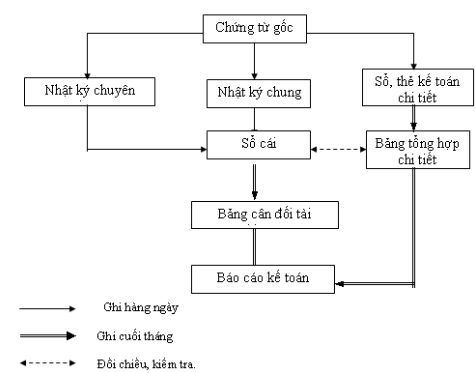 Chứng từ gốc
Nhật ký chuyên
Nhật ký chung
Sổ, thẻ kế toán
chi tiết
Sổ cái
Bảng tổng hợp
chi tiết
Bảng cân đối tài
Báo cáo kế toán
Ghi hàng ngày
Ghi cuối tháng
Đối chiếu, kiểm tra.